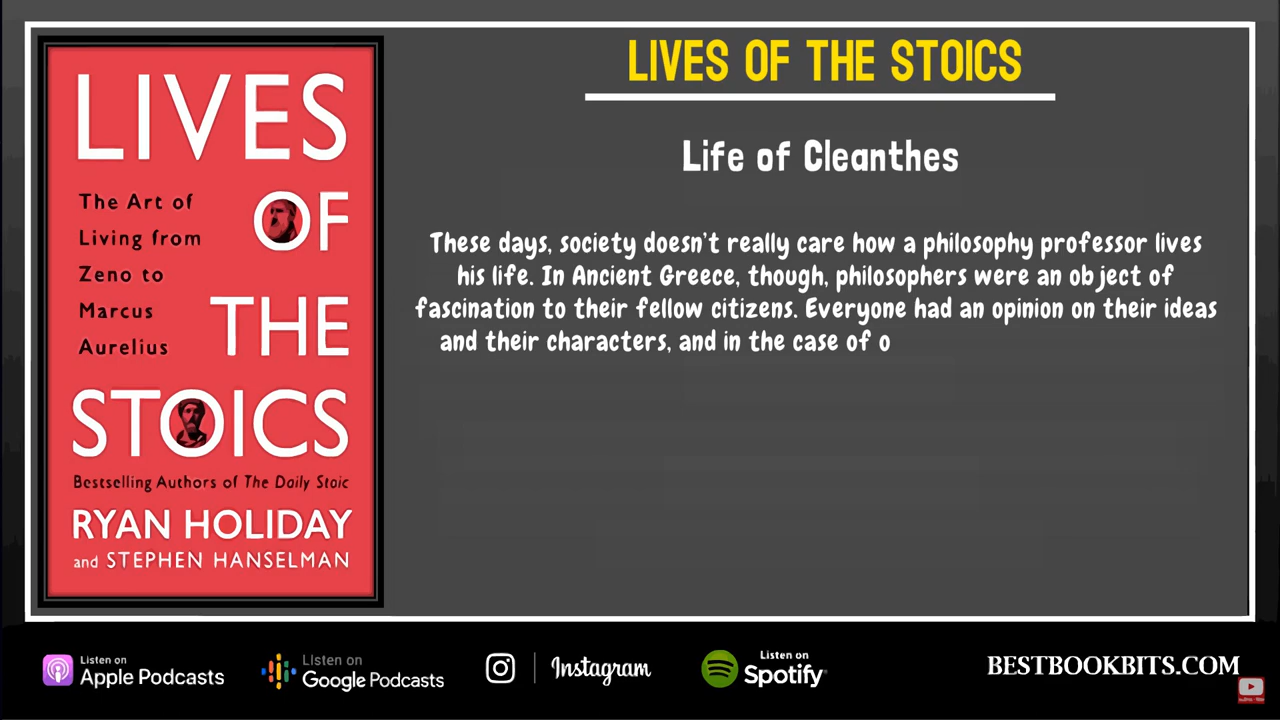 LIVES
OF
THE
STOICS
The Art of
Living from
Zeno to
Marcus
Aurelius
Bestselling Authors of The Daily Stoic
RYAN HOLIDAY
and STEPHEN HANSELMAN
LIVES OF THE STOICS
Life of Cleanthes
These days, society doesn't really care how a philosophy professor lives
his life. In Ancient Greece, though, philosophers were an object of
fascination to their fellow citizens. Everyone had an opinion on their ideas
and their characters, and in the case of o
Listen on
Apple Podcasts
Listen on
Google Podcasts
Instagram
Listen on
Spotify
BESTBOOKBITS.COM